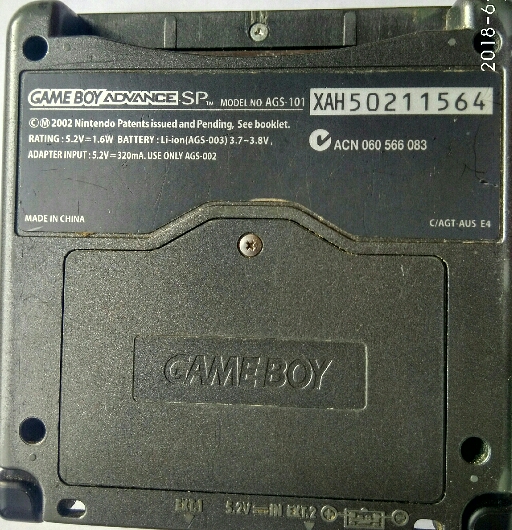 2018-6
GAME BOY ADVANCE SP TM MODEL NO AGS-101 XAH50211564
©Ⓜ2002 Nintendo Patents issued and Pending, See booklet.
RATING : 5.2V⎓1.6W BATTERY : Li-ion(AGS-003) 3.7-3.8V,
ACN 060 566 083
ADAPTER INPUT : 5.2V⎓320mA. USE ONLY AGS-002
MADE IN CHINA
C/AGT-AUS E4
GAME BOY
EXT.1 5.2V⎓IN EXT.2